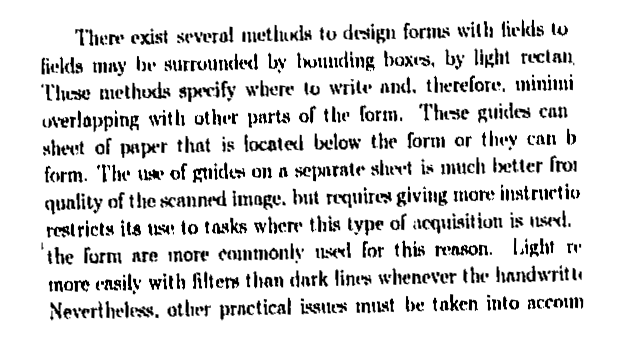 There exist several methods to design forms with fields to
fields may be surrounded by bounding boxes, by light rectan
These methods specify where to write and, therefore, minimi
overlapping with other parts of the form. These guides can
sheet of paper that is located below the form or they can b
form. The use of guides on a separate sheet is much better fro
quality of the scanned image, but requires giving more instructio
restricts its use to tasks where this type of acquisition is used.
the form are more commonly used for this reason. Light re
more easily with filters than dark lines whenever the handwritt
Nevertheless, other practical issues must be taken into accoun